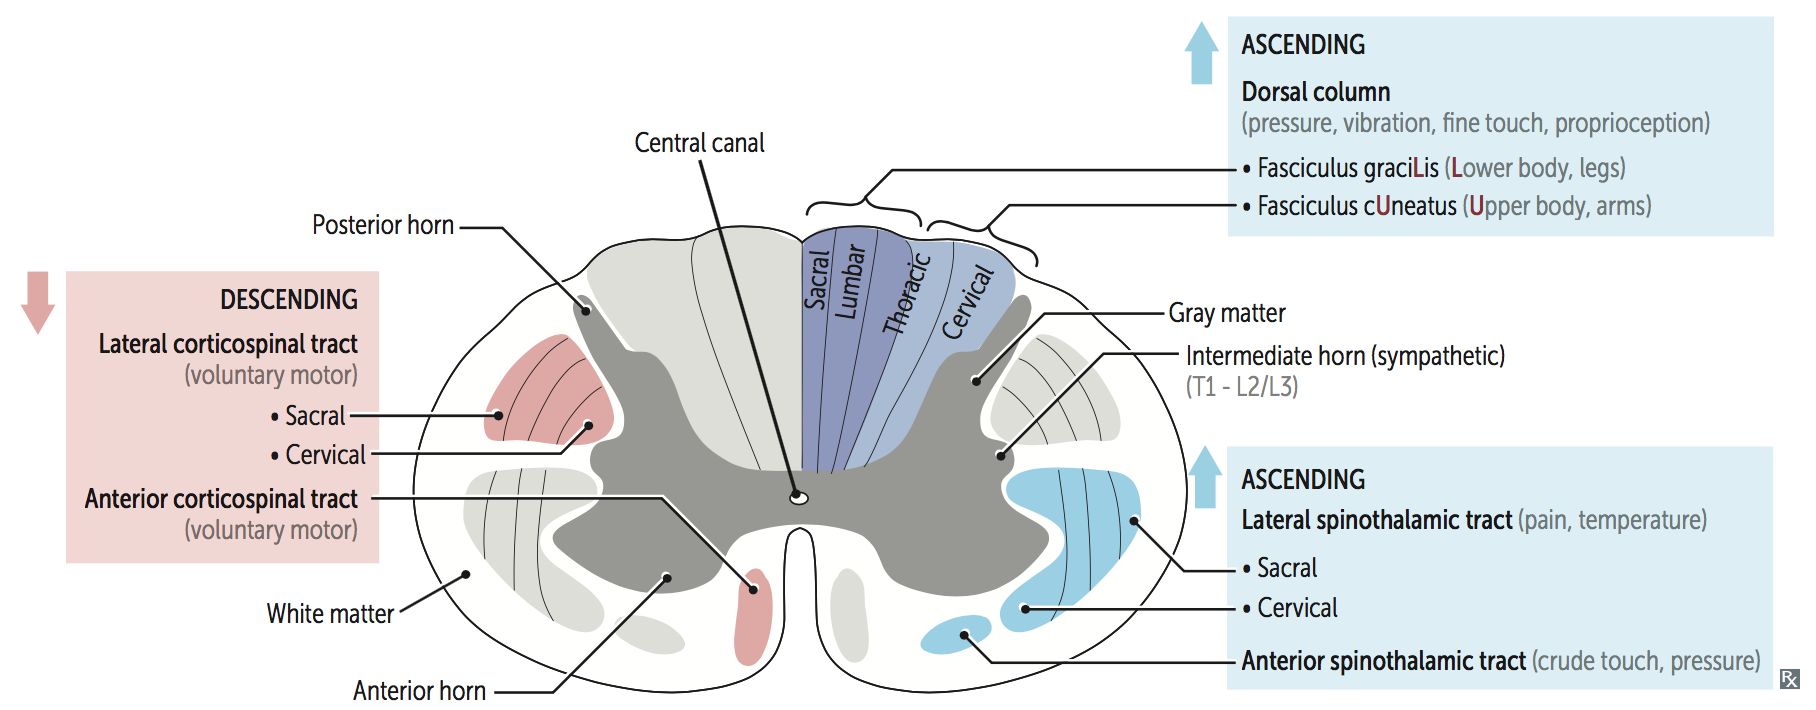 ASCENDING
Dorsal column
(pressure, vibration, fine touch, proprioception)
• Fasciculus graciLis (Lower body, legs)
• Fasciculus cUneatus (Upper body, arms)
Central canal
Posterior horn
DESCENDING
Lateral corticospinal tract
(voluntary motor)
• Sacral
• Cervical
Anterior corticospinal tract
(voluntary motor)
White matter
Anterior horn
Sacral
Lumbar
Thoracic
Cervical
Gray matter
Intermediate horn (sympathetic)
(T1 - L2/L3)
ASCENDING
Lateral spinothalamic tract (pain, temperature)
• Sacral
• Cervical
Anterior spinothalamic tract (crude touch, pressure)
Rx